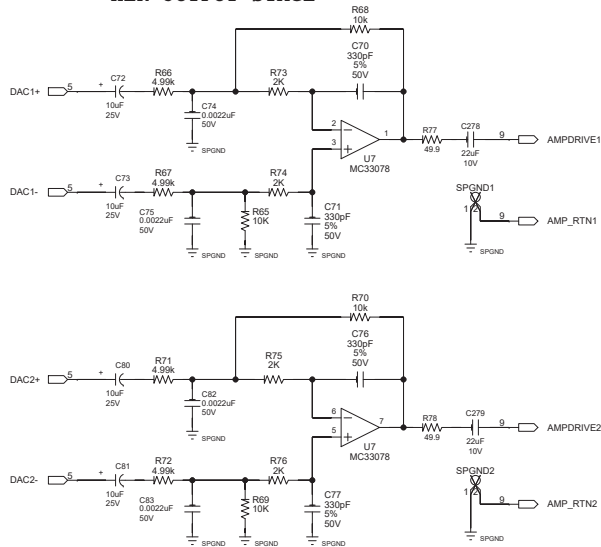 R68
10k
C70
330pF
5%
50V
C72
R66
4.99k
R73
2K
DAC1+
5
+
10uF
25V
C74
0.0022uF
50V
SPGND
2
3
1
U7
MC33078
R77
49.9
C278
22uF
10V
9
AMPDRIVE1
DAC1-
5
+
C73
10uF
25V
R67
4.99k
R74
2K
C75
0.0022uF
50V
R65
10K
C71
330pF
5%
50V
SPGND
SPGND
SPGND
SPGND1
1
2
9
AMP_RTN1
SPGND
R70
10k
C76
330pF
5%
50V
C80
R71
4.99k
R75
2K
DAC2+
5
+
10uF
25V
C82
0.0022uF
50V
SPGND
6
5
7
U7
MC33078
R78
49.9
C279
22uF
10V
9
AMPDRIVE2
DAC2-
5
+
C81
10uF
25V
R72
4.99k
R76
2K
C83
0.0022uF
50V
R69
10K
C77
330pF
5%
50V
SPGND
SPGND
SPGND
SPGND2
1
2
9
AMP_RTN2
SPGND